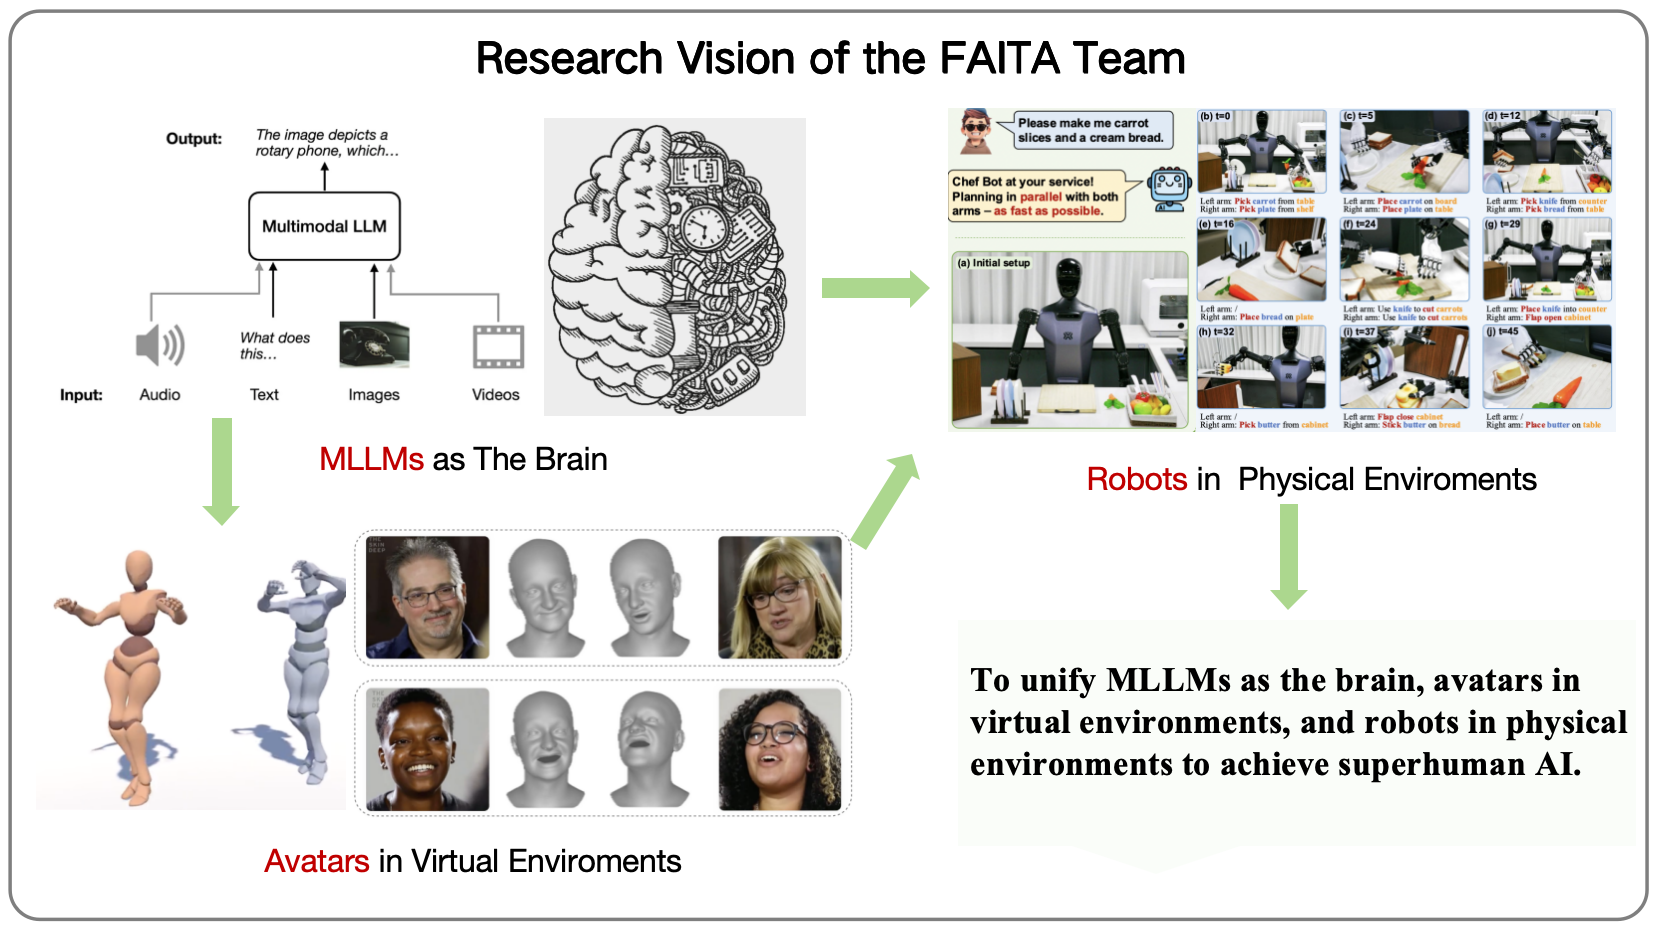 Research Vision of the FAITA Team
Output:
The image depicts a
rotary phone, which...
Multimodal LLM
What does
this...
Input:
Audio
Text
Images
Videos
MLLMs as The Brain
Please make me carrot
slices and a cream bread.
Chef Bot at your service!
Planning in parallel with both
arms – as fast as possible.
AI
(a) Initial setup
(b) t=0
Left arm: Pick carrot from table
Right arm: Pick plate from shelf
(c) t=5
Left arm: Place carrot on board
Right arm: Place plate on table
(d) t=12
Left arm: Pick knife from counter
Right arm: Pick bread from table
(e) t=16
Left arm: /
Right arm: Place bread on plate
(f) t=24
Left arm: Use knife to cut carrots
Right arm: Use knife to cut carrots
(g) t=29
Left arm: Place knife into counter
Right arm: Flap open cabinet
(h) t=32
Left arm: /
Right arm: Pick butter from cabinet
(i) t=37
Left arm: Flap close cabinet
Right arm: Stick butter on bread
(j) t=45
Left arm: /
Right arm: Place butter on table
Robots in Physical Enviroments
THE
SKIN
DEEP
THE
SKIN
DEEP
Avatars in Virtual Enviroments
To unify MLLMs as the brain, avatars in
virtual environments, and robots in physical
environments to achieve superhuman AI.